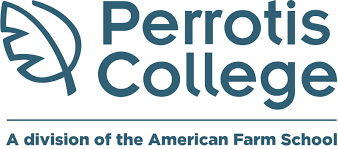 Perrotis
College
A division of the American Farm School